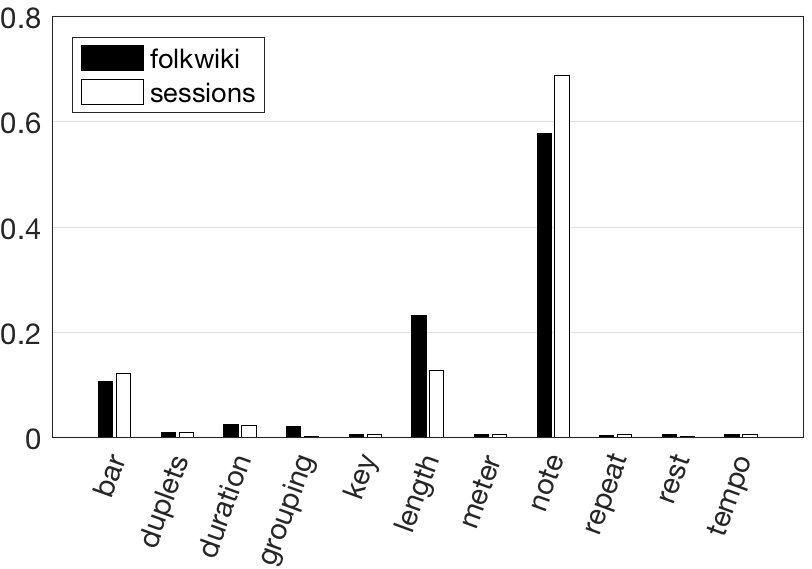 0.8
folkwiki
sessions
0.6
0.4
0.2
0
bar
duplets
duration
grouping
key
length
meter
note
repeat
rest
tempo